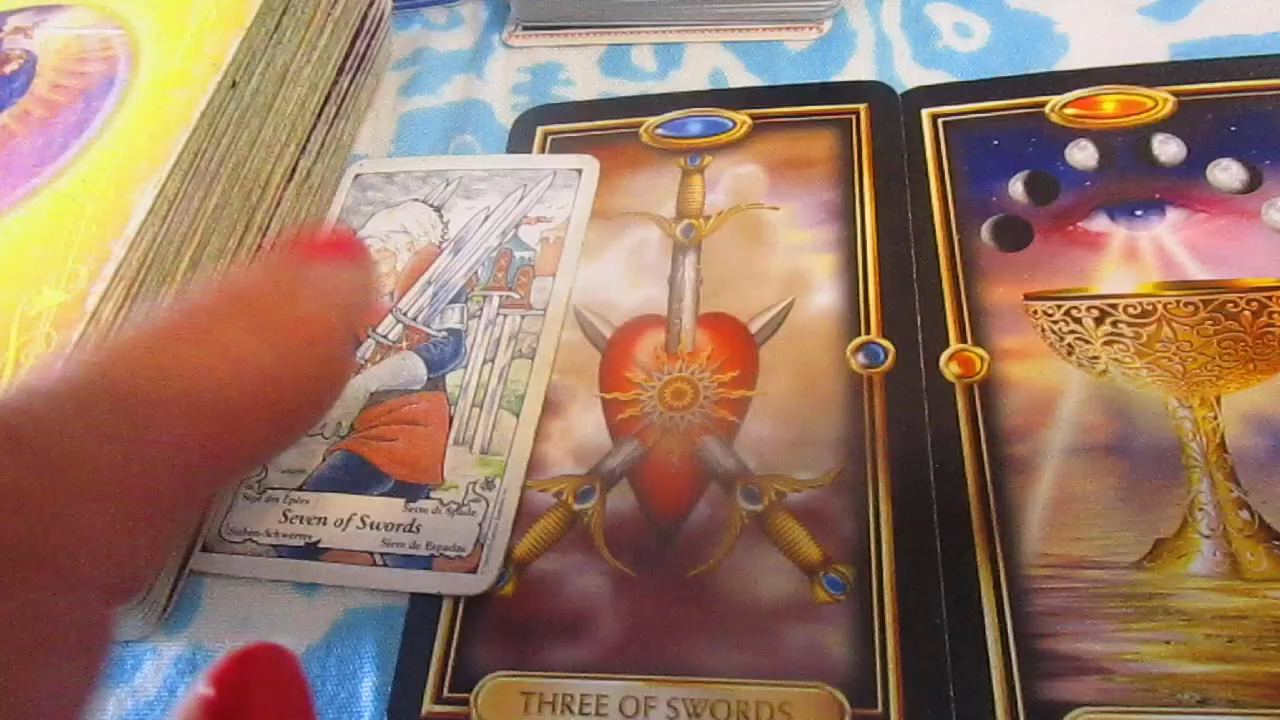 Sept des Épées
Sette di Spade
Seven of Swords
Sieben-Schwerter
Siete de Espadas
THREE OF SWORDS